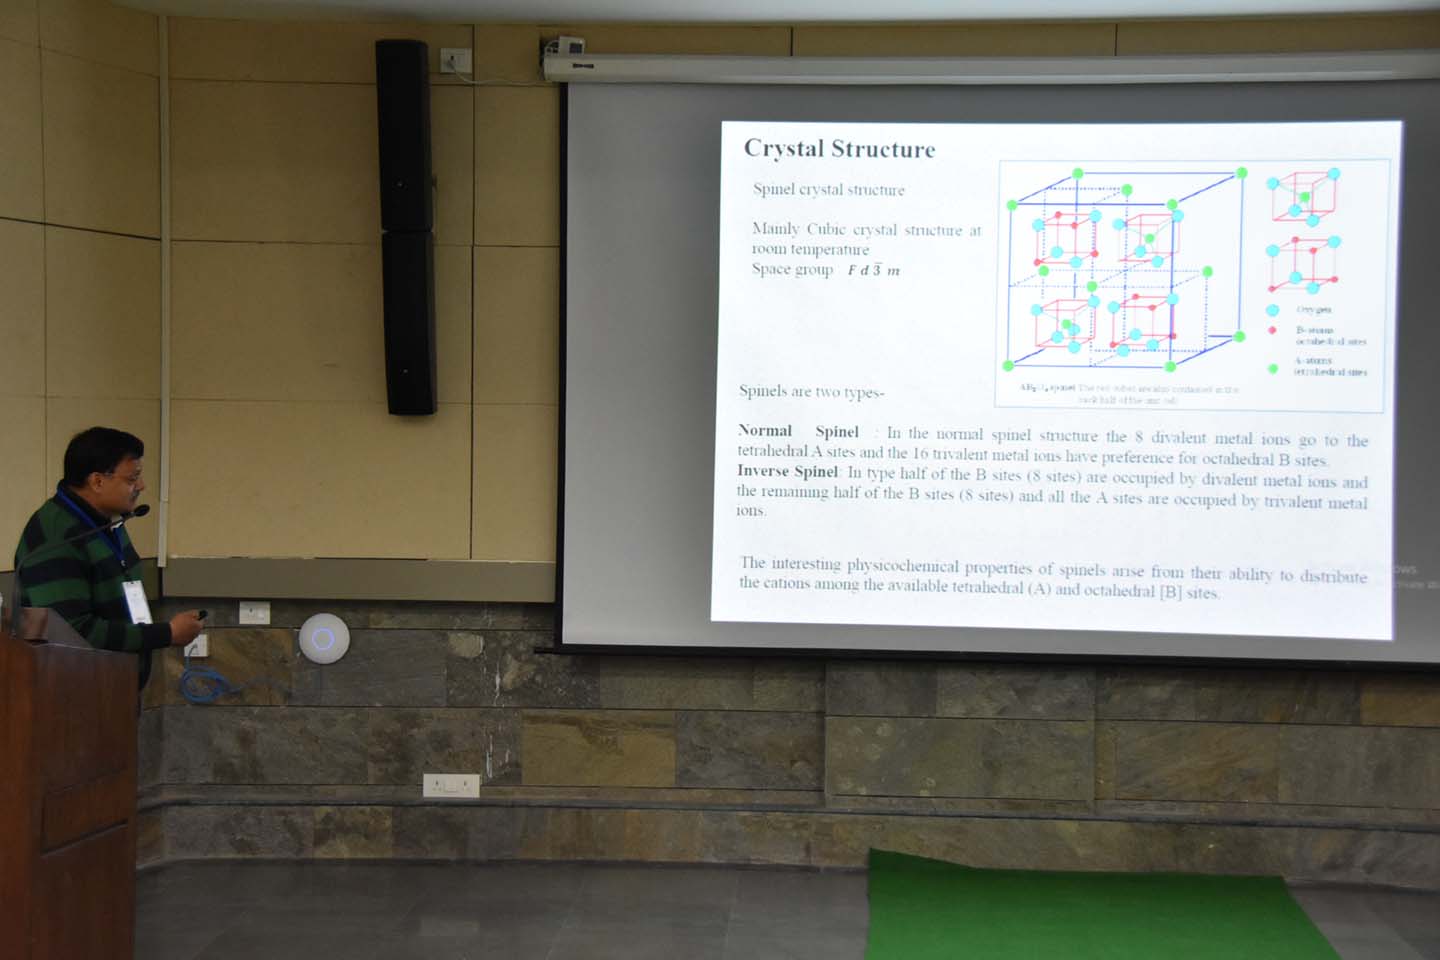 Crystal Structure
Spinel crystal structure
Mainly Cubic crystal structure at
room temperature
Space group F d 3̅ m
Oxygen
B-atoms
octahedral sites
A-atoms
tetrahedral sites
AB₂O₄ spinel The red cubes are also contained in the
back half of the unit cell
Spinels are two types-
Normal Spinel : In the normal spinel structure the 8 divalent metal ions go to the
tetrahedral A sites and the 16 trivalent metal ions have preference for octahedral B sites.
Inverse Spinel: In type half of the B sites (8 sites) are occupied by divalent metal ions and
the remaining half of the B sites (8 sites) and all the A sites are occupied by trivalent metal
ions.
The interesting physicochemical properties of spinels arise from their ability to distribute
the cations among the available tetrahedral (A) and octahedral [B] sites.